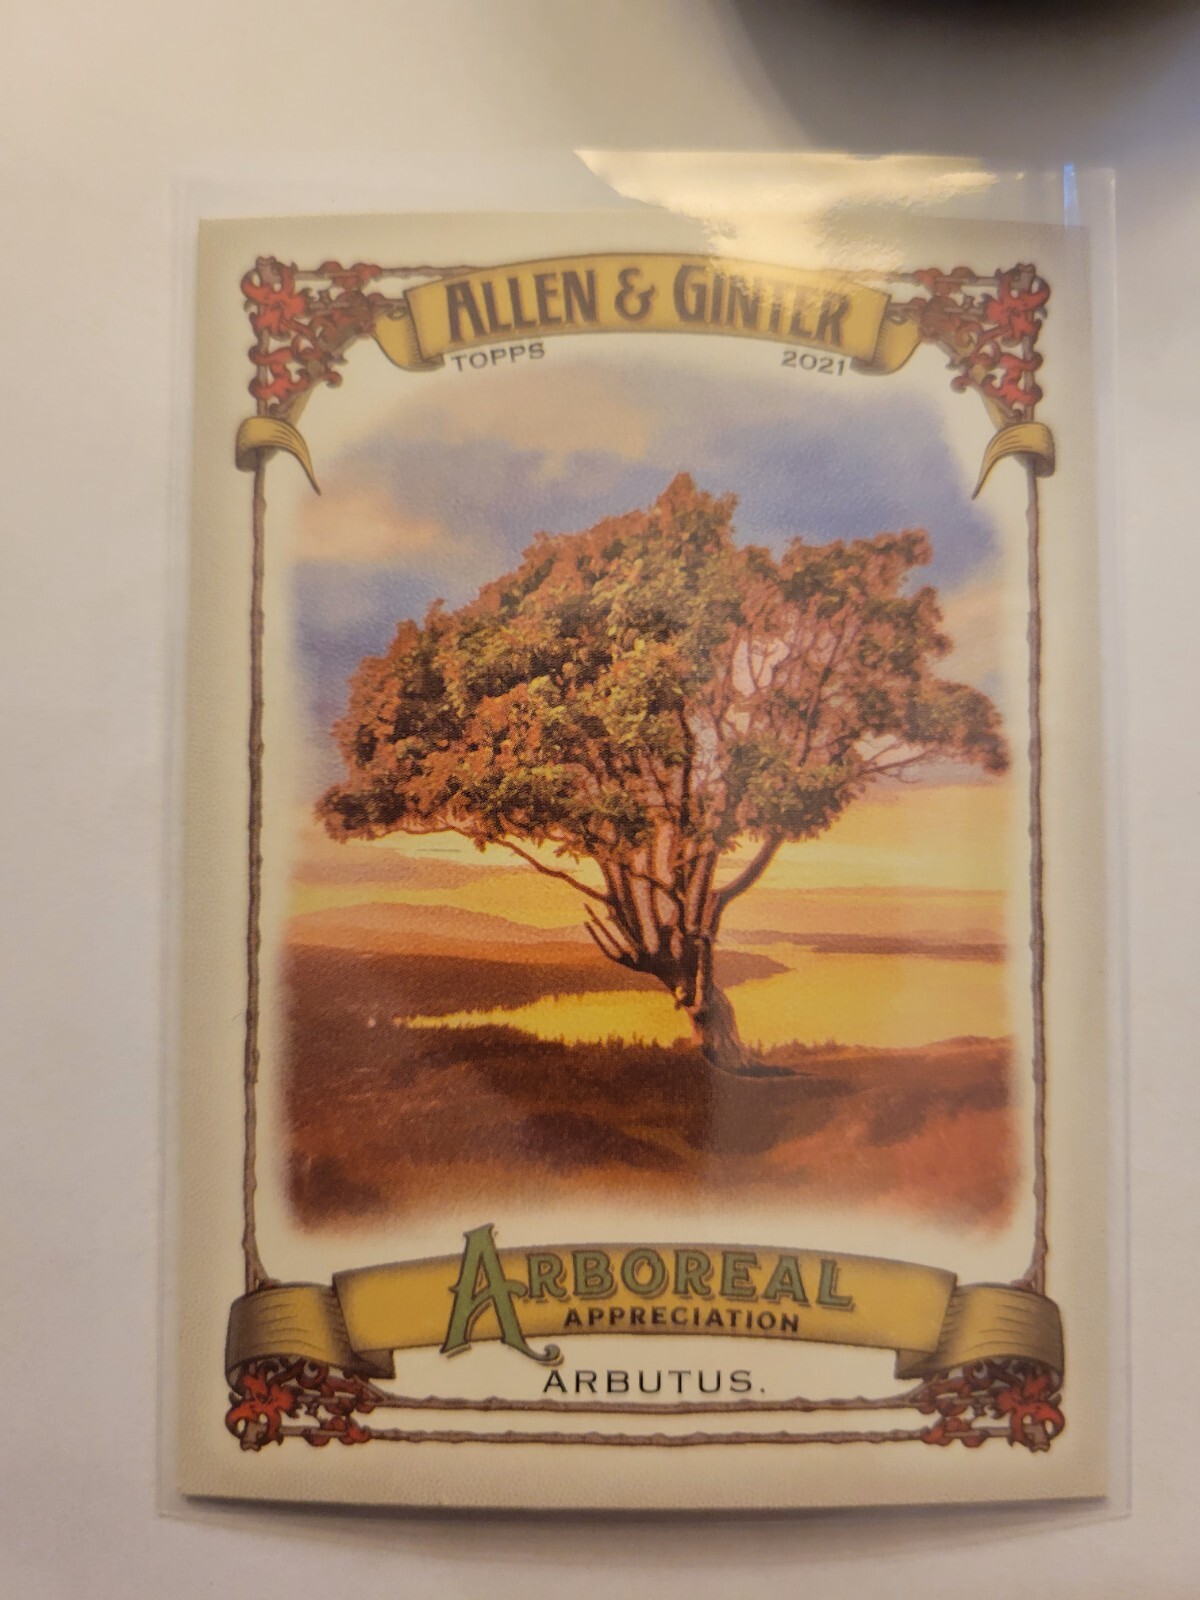 ALLEN & GINTER
TOPPS 2021
ARBOREAL
APPRECIATION
ARBUTUS.